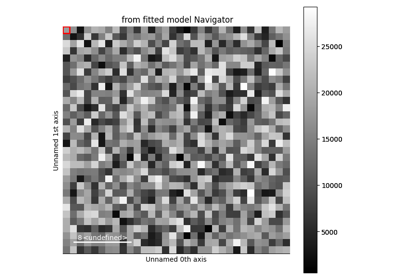 from fitted model Navigator
25000
20000
15000
10000
5000
Unnamed 1st axis
8 <undefined>
Unnamed 0th axis